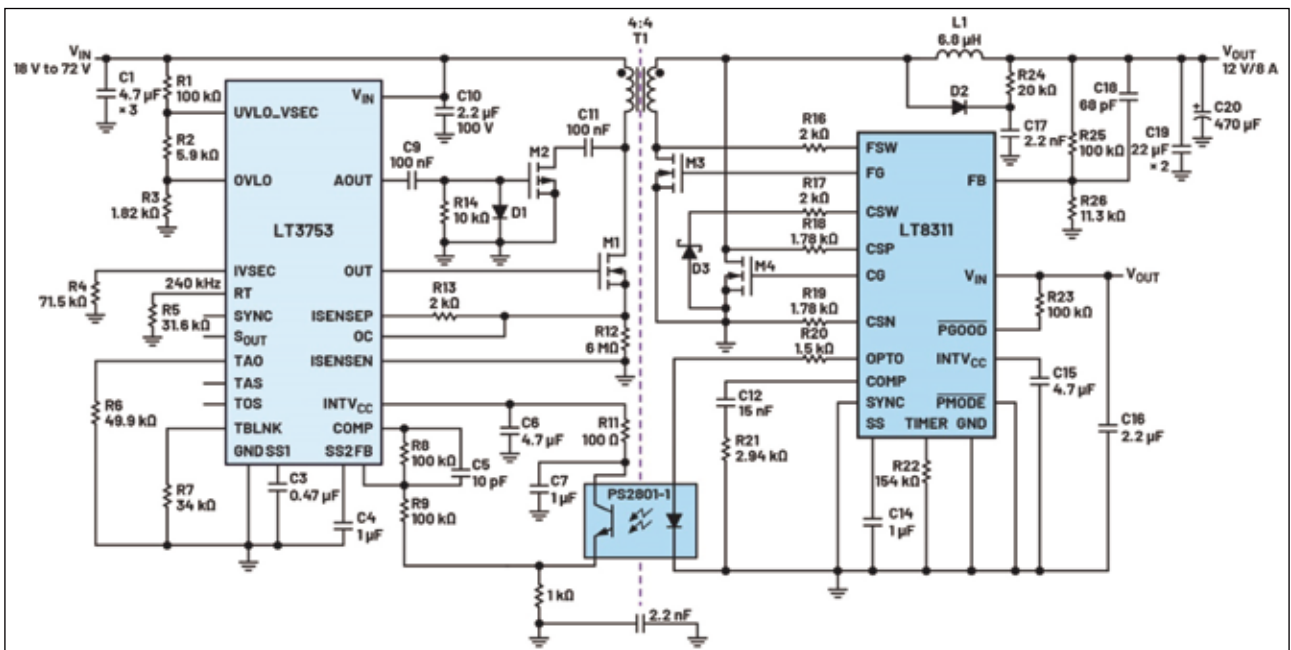 4:4
T1
L1
6.8 µH
VIN
18 V to 72 V
VOUT
12 V/8 A
C1
4.7 µF
× 3
R1
100 kΩ
UVLO_VSEC
VIN
C10
2.2 µF
100 V
C11
100 nF
R2
5.9 kΩ
OVLO
R3
1.82 kΩ
AOUT
C9
100 nF
M2
R14
10 kΩ
D1
LT3753
M1
IVSEC
OUT
R4
71.5 kΩ
240 kHz
RT
R5
31.6 kΩ
SYNC
SOUT
ISENSEP
R13
2 kΩ
OC
R12
6 MΩ
TAO
ISENSEN
TAS
TOS
INTVCC
R6
49.9 kΩ
TBLNK
COMP
C6
4.7 µF
R11
100 Ω
GND SS1
SS2FB
R8
100 kΩ
C5
10 pF
R7
34 kΩ
C3
0.47 µF
C4
1 µF
R9
100 kΩ
C7
1 µF
PS2801-1
1 kΩ
2.2 nF
R24
20 kΩ
C18
68 pF
D2
C17
2.2 nF
R25
100 kΩ
C19
22 µF
× 2
+
C20
470 µF
R16
2 kΩ
FSW
M3
FG
FB
R26
11.3 kΩ
R17
2 kΩ
CSW
R18
1.78 kΩ
CSP
LT8311
D3
M4
CG
VIN
VOUT
R19
1.78 kΩ
CSN
R23
100 kΩ
PGOOD
R20
1.5 kΩ
OPTO
INTVCC
C15
4.7 µF
COMP
C12
15 nF
SYNC
PMODE
C16
2.2 µF
SS
TIMER
GND
R21
2.94 kΩ
R22
154 kΩ
C14
1 µF